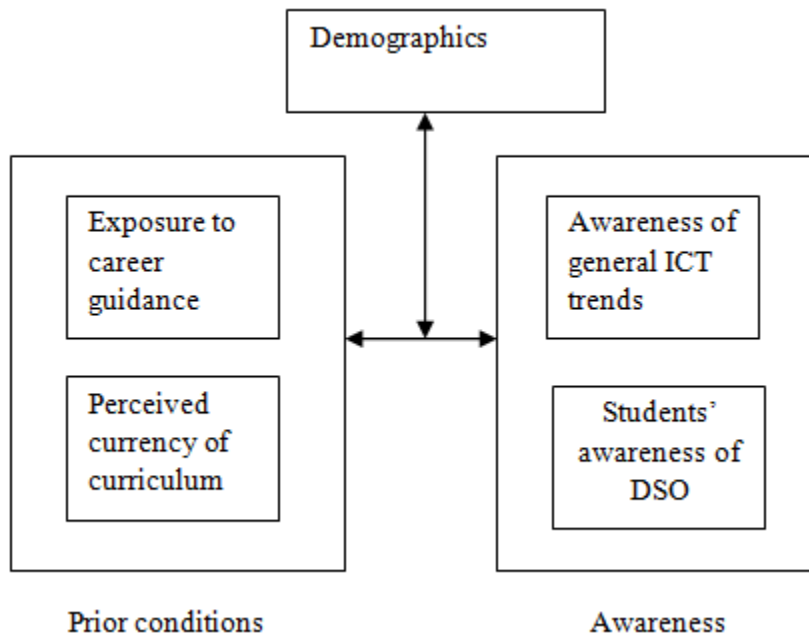 Demographics
Exposure to
career
guidance
Perceived
currency of
curriculum
Awareness of
general ICT
trends
Students’
awareness of
DSO
Prior conditions
Awareness